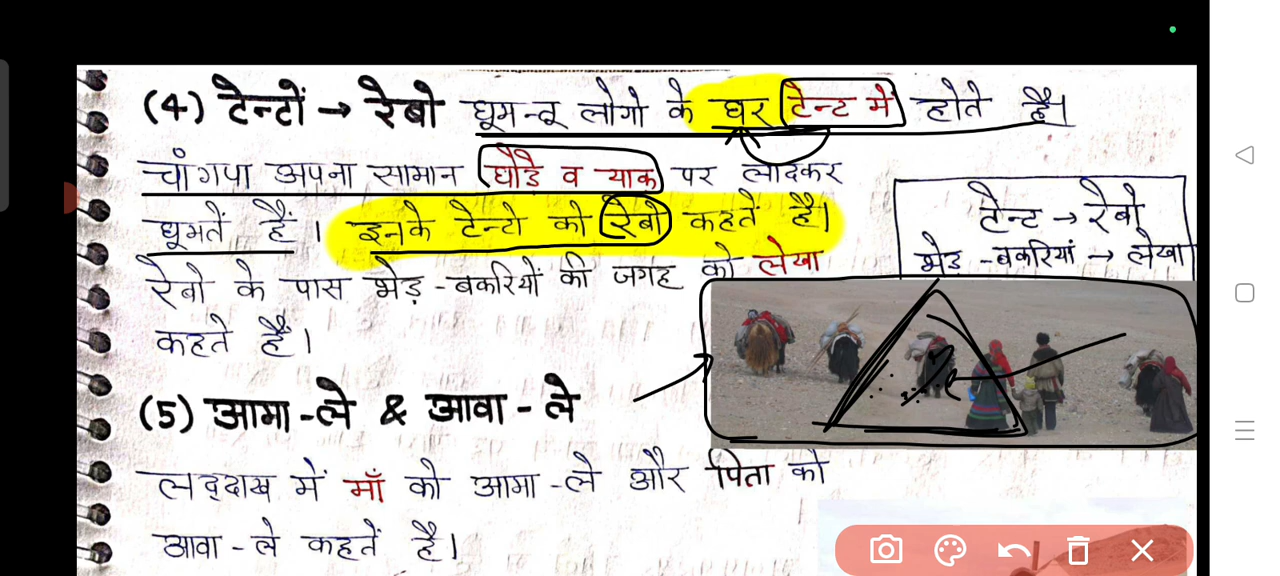 (4) टेन्टों → रेबो घूमन्तू लोगो के घर टेन्ट में होते हैं।
चांगपा अपना सामान घोडे व याक पर लादकर
घूमतें हैं । इनके टेन्टो को रेबो कहतें है।
टेन्ट → रेबो
भेड -बकरियां → लेखा
रेबो के पास भेड़ -बकरियों की जगह को लेखा
कहते हैं।
(5) आमा -ले & आवा - ले
लद्दाख में माँ को आमा -ले और पिता को
आवा - ले कहतें है।